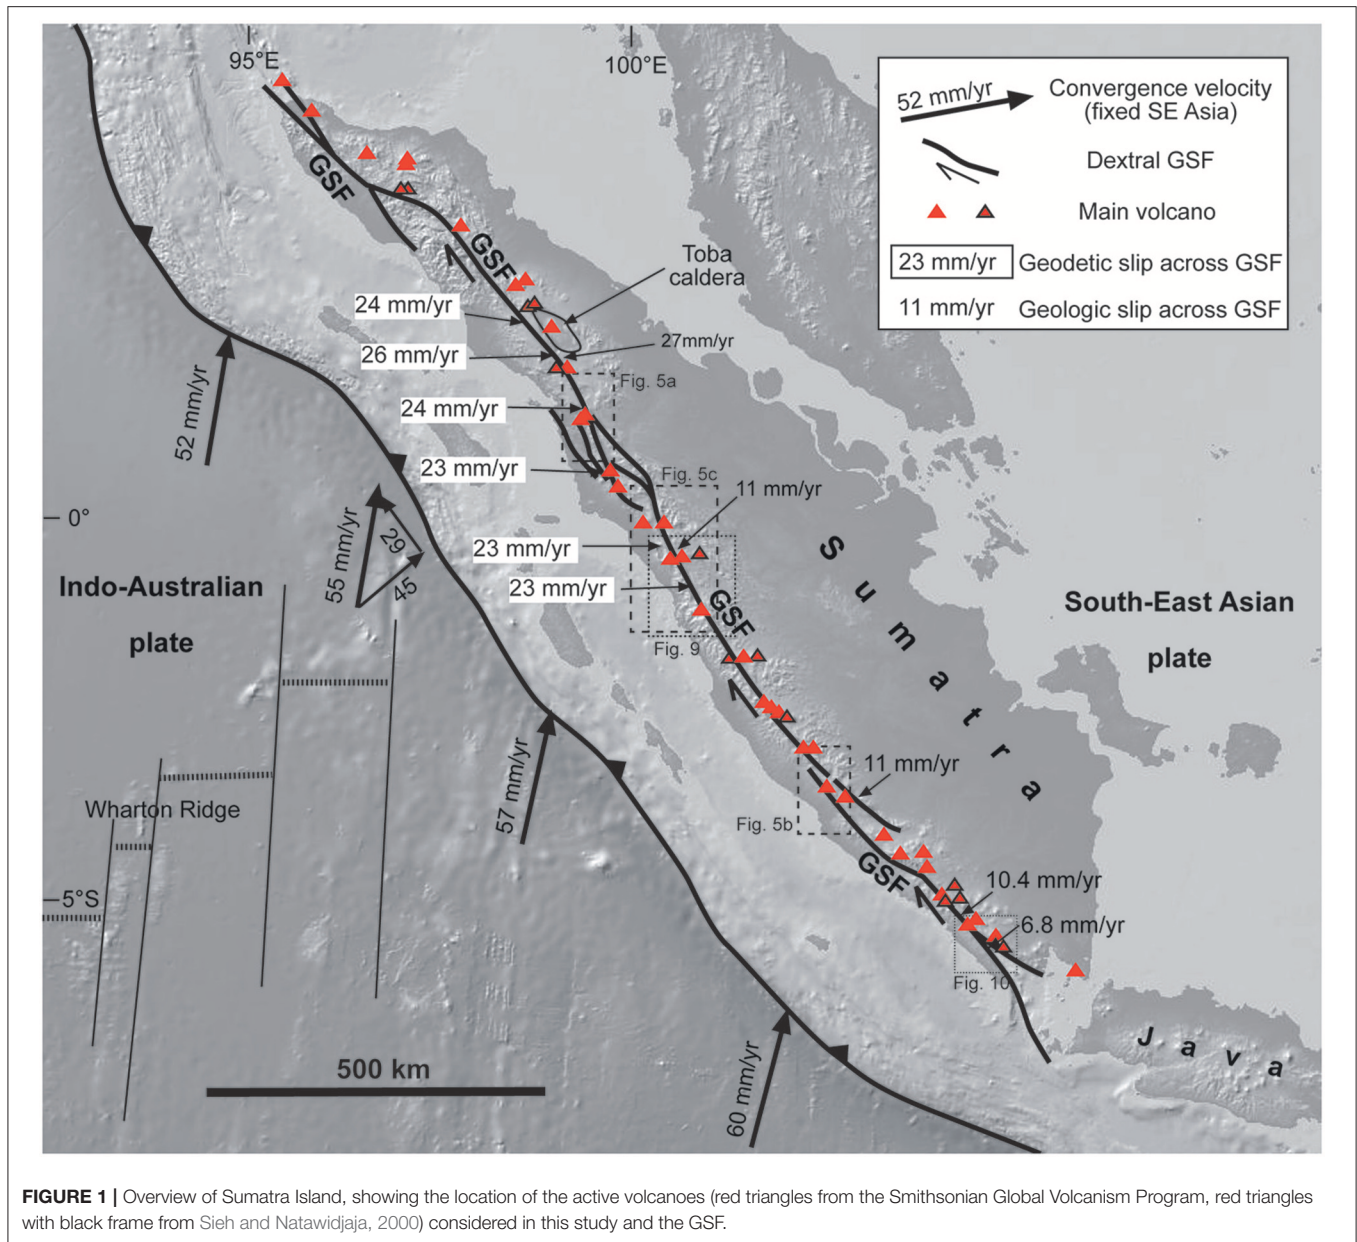 95°E
100°E
52 mm/yr
Convergence velocity
(fixed SE Asia)
Dextral GSF
Main volcano
23 mm/yr
Geodetic slip across GSF
11 mm/yr
Geologic slip across GSF
GSF
GSF
Toba
caldera
24 mm/yr
26 mm/yr
27mm/yr
Fig. 5a
24 mm/yr
52 mm/yr
23 mm/yr
Fig. 5c
11 mm/yr
0°
55 mm/yr
29
45
23 mm/yr
23 mm/yr
GSF
Sumatra
Indo-Australian
plate
South-East Asian
plate
Fig. 9
57 mm/yr
11 mm/yr
Wharton Ridge
Fig. 5b
GSF
5°S
10.4 mm/yr
6.8 mm/yr
Fig. 10
Java
500 km
60 mm/yr
FIGURE 1 | Overview of Sumatra Island, showing the location of the active volcanoes (red triangles from the Smithsonian Global Volcanism Program, red triangles
with black frame from Sieh and Natawidjaja, 2000) considered in this study and the GSF.